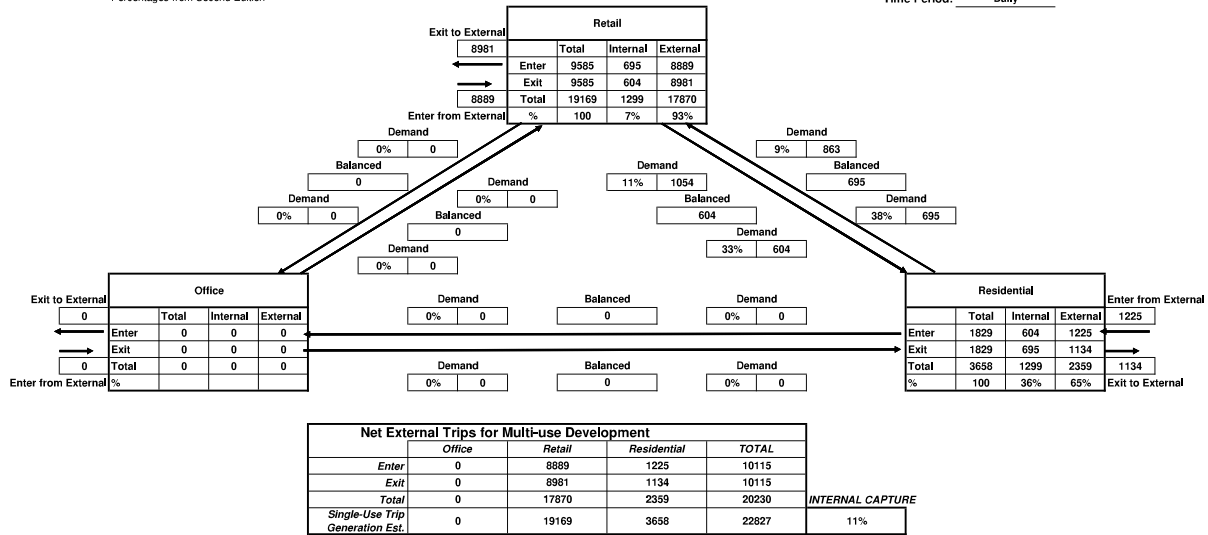 Percentages from Second Edition
Time Period: Daily
Retail
Exit to External
8981
Total Internal External
Enter 9585 695 8889
Exit 9585 604 8981
8889 Total 19169 1299 17870
Enter from External % 100 7% 93%
Demand
0% 0
Balanced
0
Demand
0% 0
Demand
0% 0
Balanced
0
Demand
0% 0
Demand
11% 1054
Balanced
604
Demand
33% 604
Demand
9% 863
Balanced
695
Demand
38% 695
Office
Exit to External
0
Total Internal External
Enter 0 0 0
Exit 0 0 0
0 Total 0 0 0
Enter from External %
Demand Balanced Demand
0% 0 0 0% 0
Demand Balanced Demand
0% 0 0 0% 0
Residential
Enter from External
Total Internal External 1225
Enter 1829 604 1225
Exit 1829 695 1134
Total 3658 1299 2359 1134
% 100 36% 65% Exit to External
Net External Trips for Multi-use Development
Office Retail Residential TOTAL
Enter 0 8889 1225 10115
Exit 0 8981 1134 10115
Total 0 17870 2359 20230 INTERNAL CAPTURE
Single-Use Trip
Generation Est. 0 19169 3658 22827 11%